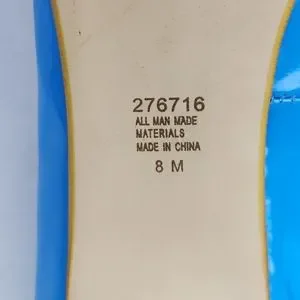 276716
ALL MAN MADE
MATERIALS
MADE IN CHINA
8 M